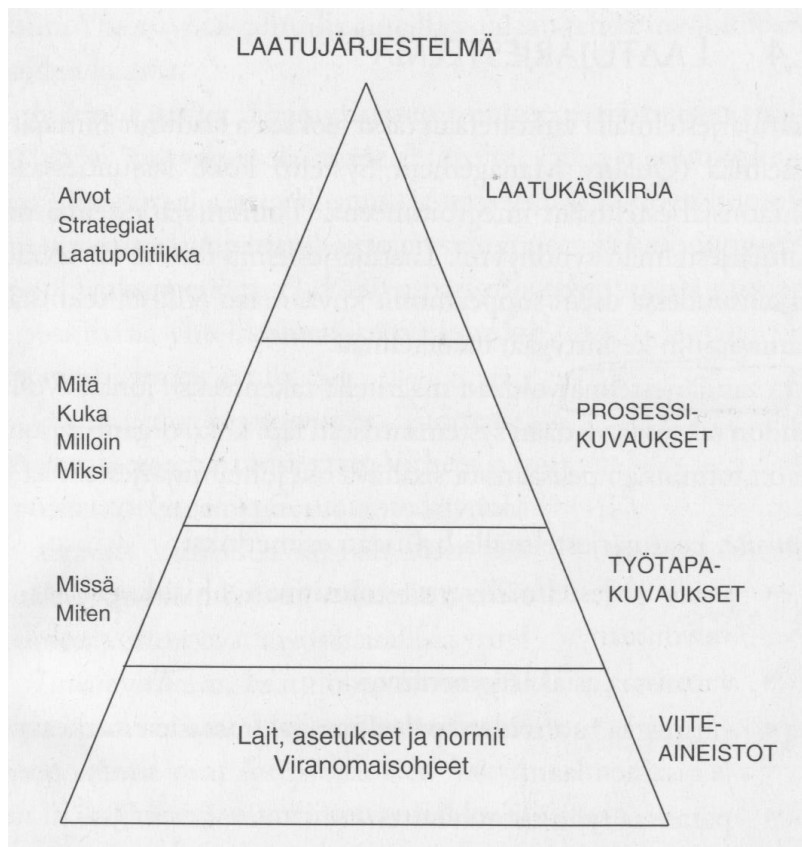 LAATUJÄRJESTELMÄ
Arvot
Strategiat
Laatupolitiikka
LAATUKÄSIKIRJA
Mitä
Kuka
Milloin
Miksi
PROSESSI-
KUVAUKSET
Missä
Miten
TYÖTAPA-
KUVAUKSET
Lait, asetukset ja normit
Viranomaisohjeet
VIITE-
AINEISTOT